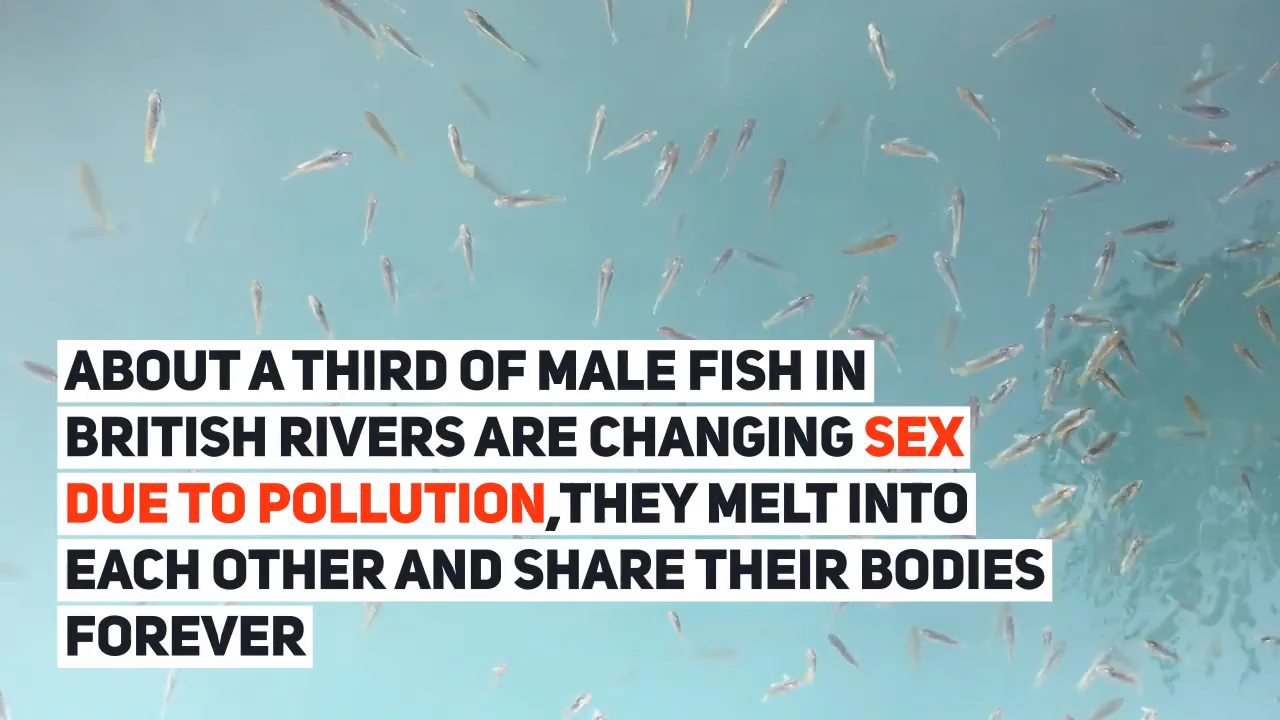 ABOUT A THIRD OF MALE FISH IN
BRITISH RIVERS ARE CHANGING SEX
DUE TO POLLUTION,THEY MELT INTO
EACH OTHER AND SHARE THEIR BODIES
FOREVER